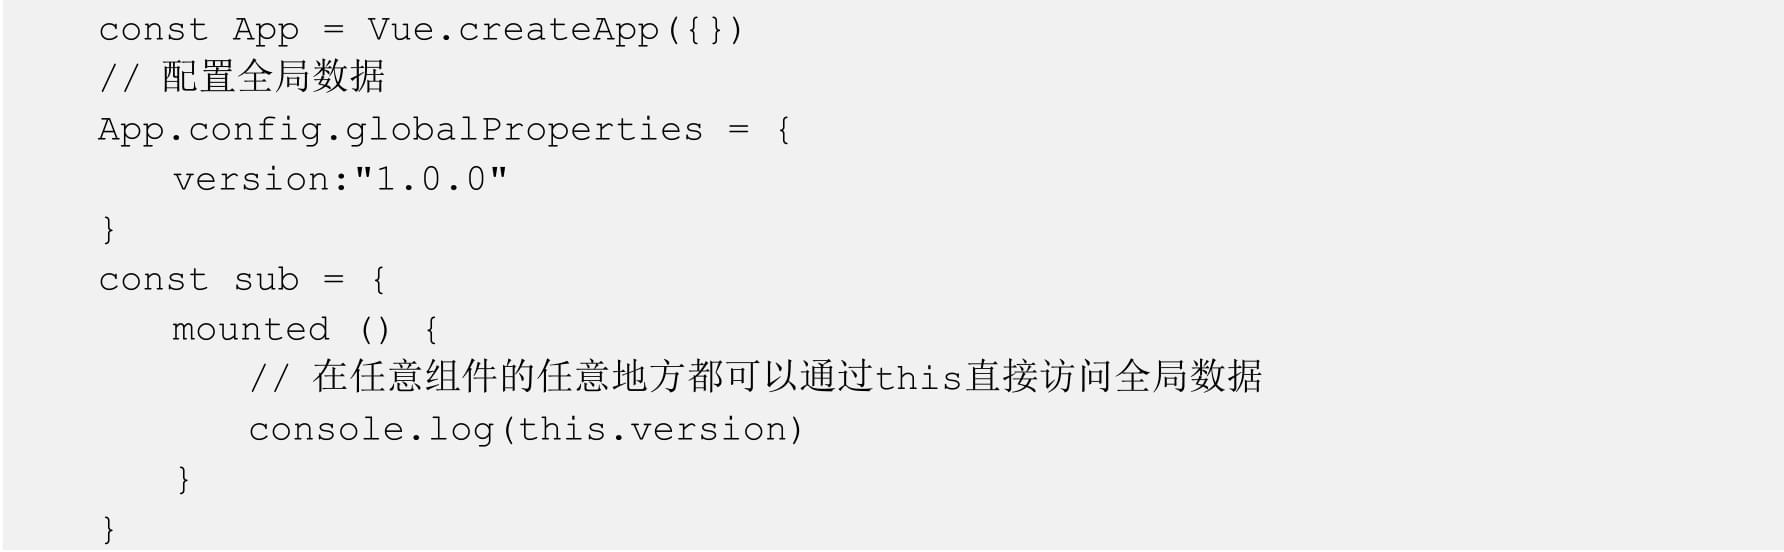 const App = Vue.createApp({})
// 配置全局数据
App.config.globalProperties = {
    version:"1.0.0"
}
const sub = {
    mounted () {
        // 在任意组件的任意地方都可以通过this直接访问全局数据
        console.log(this.version)
    }
}